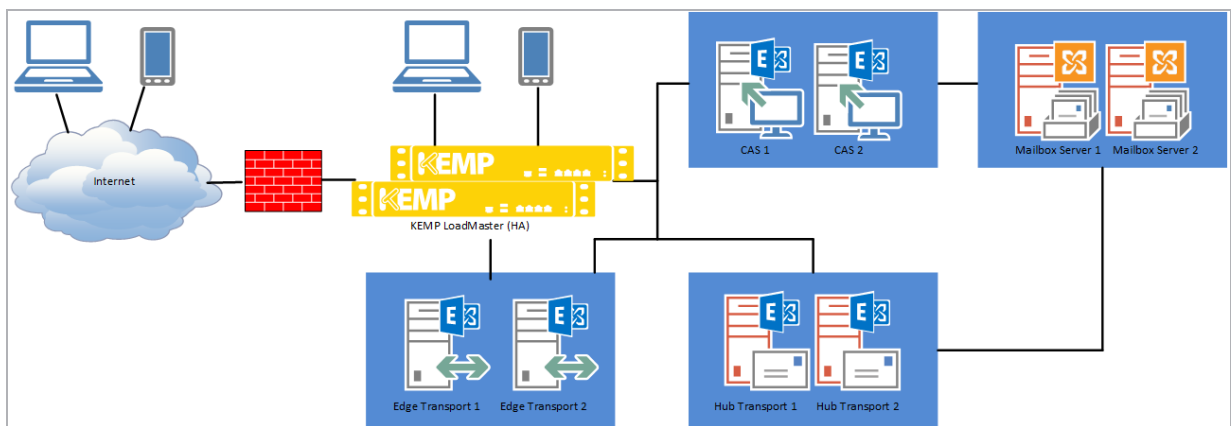 Internet
KEMP
KEMP
KEMP LoadMaster (HA)
E
E
CAS 1
CAS 2
Mailbox Server 1
Mailbox Server 2
E
E
Edge Transport 1
Edge Transport 2
E
E
Hub Transport 1
Hub Transport 2